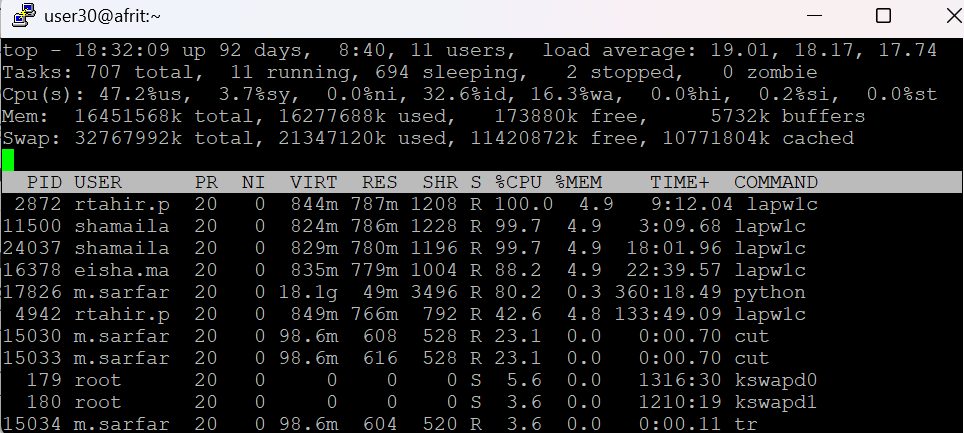 user30@afrit:~
top - 18:32:09 up 92 days,  8:40, 11 users,  load average: 19.01, 18.17, 17.74
Tasks: 707 total,  11 running, 694 sleeping,   2 stopped,   0 zombie
Cpu(s): 47.2%us,  3.7%sy,  0.0%ni, 32.6%id, 16.3%wa,  0.0%hi,  0.2%si,  0.0%st
Mem:  16451568k total, 16277688k used,   173880k free,     5732k buffers
Swap: 32767992k total, 21347120k used, 11420872k free, 10771804k cached
  PID USER      PR  NI  VIRT  RES  SHR S %CPU %MEM    TIME+  COMMAND
 2872 rtahir.p  20   0  844m 787m 1208 R 100.0  4.9   9:12.04 lapw1c
11500 shamaila  20   0  824m 786m 1228 R 99.7  4.9   3:09.68 lapw1c
24037 shamaila  20   0  829m 780m 1196 R 99.7  4.9  18:01.96 lapw1c
16378 eisha.ma  20   0  835m 779m 1004 R 88.2  4.9  22:39.57 lapw1c
17826 m.sarfar  20   0 18.1g  49m 3496 R 80.2  0.3 360:18.49 python
 4942 rtahir.p  20   0  849m 766m  792 R 42.6  4.8 133:49.09 lapw1c
15030 m.sarfar  20   0 98.6m  608  528 R 23.1  0.0   0:00.70 cut
15033 m.sarfar  20   0 98.6m  616  528 R 23.1  0.0   0:00.70 cut
  179 root      20   0     0    0    0 S  5.6  0.0   1316:30 kswapd0
  180 root      20   0     0    0    0 S  3.6  0.0   1210:19 kswapd1
15034 m.sarfar  20   0 98.6m  604  520 R  3.6  0.0   0:00.11 tr